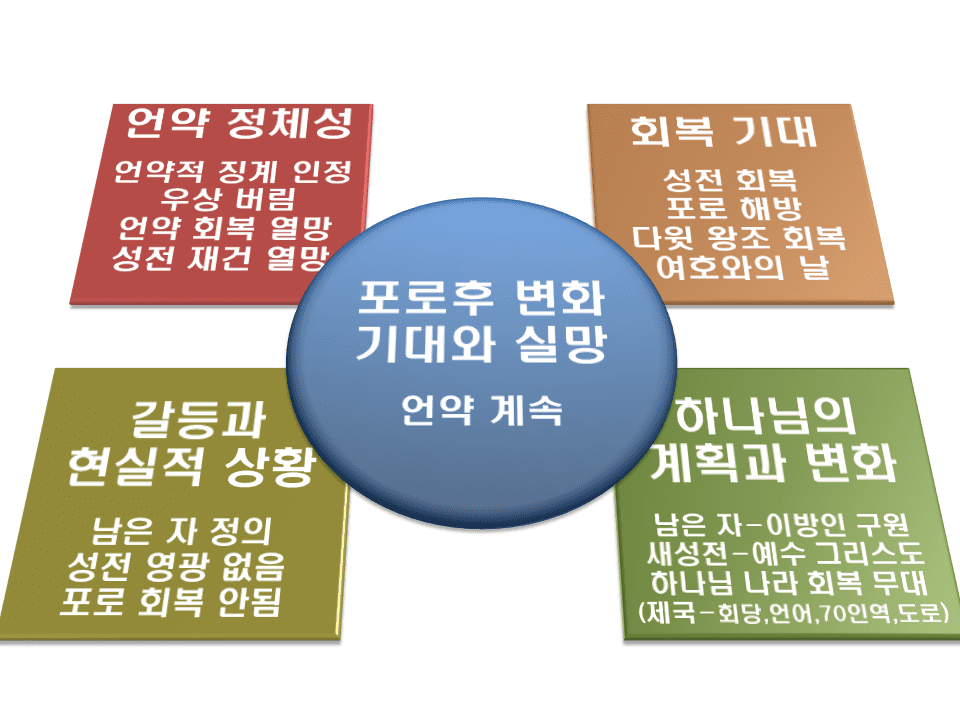 언약 정체성
언약적 징계 인정
우상 버림
언약 회복 열망
성전 재건 열망
회복 기대
성전 회복
포로 해방
다윗 왕조 회복
여호와의 날
포로후 변화
기대와 실망
언약 계속
갈등과
현실적 상황
남은 자 정의
성전 영광 없음
포로 회복 안됨
하나님의
계획과 변화
남은 자-이방인 구원
새성전-예수 그리스도
하나님 나라 회복 무대
(제국-회당,언어,70인역,도로)